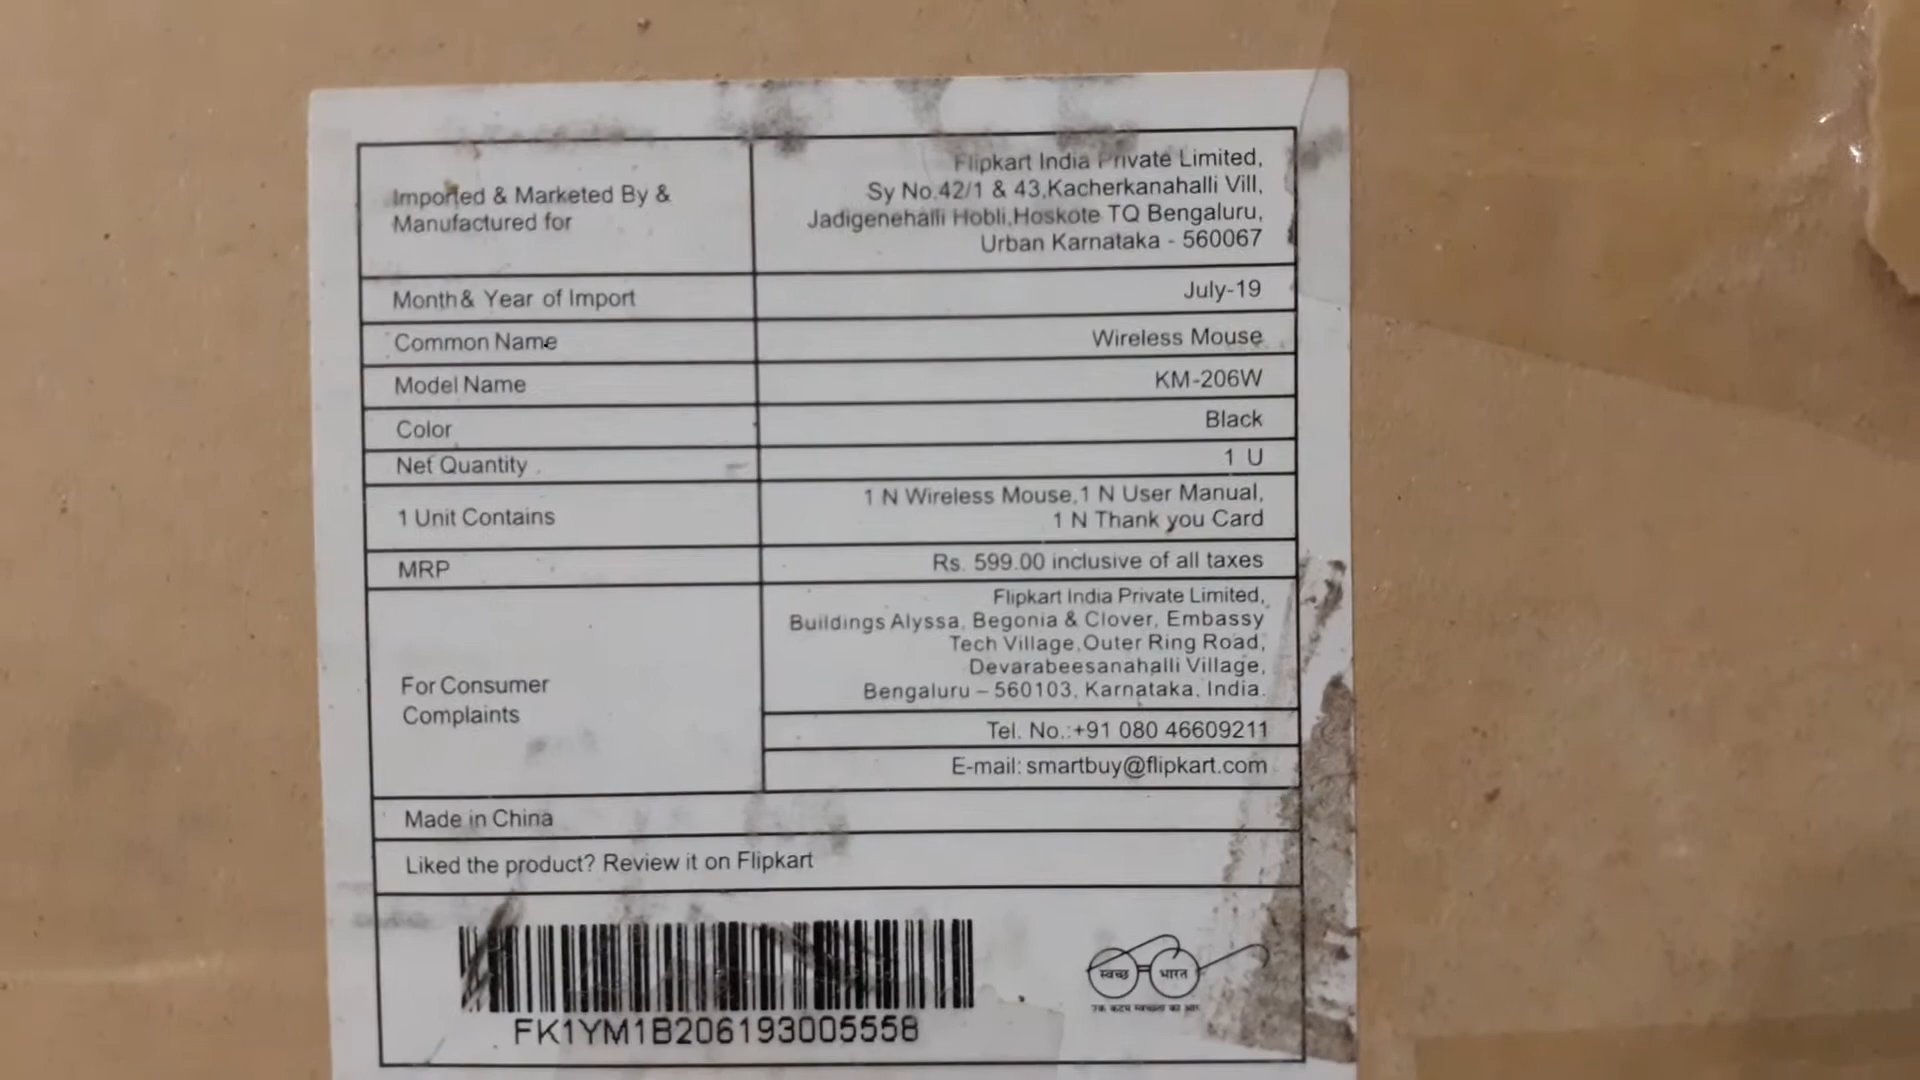 Imported & Marketed By &
Manufactured for
Flipkart India Private Limited,
Sy No.42/1 & 43,Kacherkanahalli Vill,
Jadigenehalli Hobli,Hoskote TQ Bengaluru,
Urban Karnataka - 560067
Month& Year of Import
July-19
Common Name
Wireless Mouse
Model Name
KM-206W
Color
Black
Net Quantity
1 U
1 Unit Contains
1 N Wireless Mouse,1 N User Manual,
1 N Thank you Card
MRP
Rs. 599.00 inclusive of all taxes
For Consumer
Complaints
Flipkart India Private Limited,
Buildings Alyssa, Begonia & Clover, Embassy
Tech Village,Outer Ring Road,
Devarabeesanahalli Village,
Bengaluru – 560103, Karnataka. India.
Tel. No.:+91 080 46609211
E-mail: smartbuy@flipkart.com
Made in China
Liked the product? Review it on Flipkart
FK1YM1B206193005558
स्वच्छ भारत
एक कदम स्वच्छता की ओर